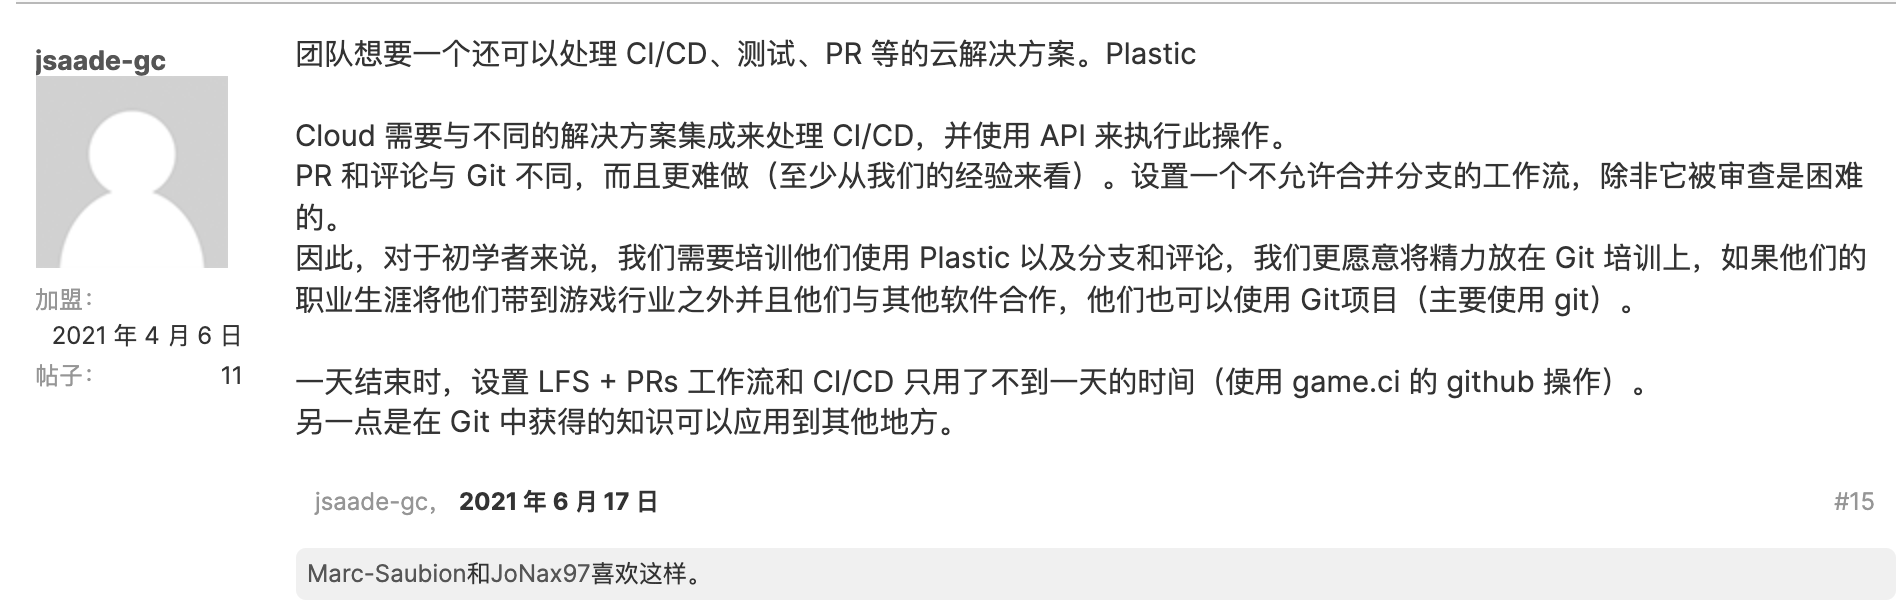 jsaade-gc
加盟：
2021 年 4 月 6 日
帖子：
11
团队想要一个还可以处理 CI/CD、测试、PR 等的云解决方案。Plastic
Cloud 需要与不同的解决方案集成来处理 CI/CD，并使用 API 来执行此操作。
PR 和评论与 Git 不同，而且更难做（至少从我们的经验来看）。设置一个不允许合并分支的工作流，除非它被审查是困难
的。
因此，对于初学者来说，我们需要培训他们使用 Plastic 以及分支和评论，我们更愿意将精力放在 Git 培训上，如果他们的
职业生涯将他们带到游戏行业之外并且他们与其他软件合作，他们也可以使用 Git项目（主要使用 git）。
一天结束时，设置 LFS + PRs 工作流和 CI/CD 只用了不到一天的时间（使用 game.ci 的 github 操作）。
另一点是在 Git 中获得的知识可以应用到其他地方。
jsaade-gc， 2021 年 6 月 17 日
#15
Marc-Saubion和JoNax97喜欢这样。